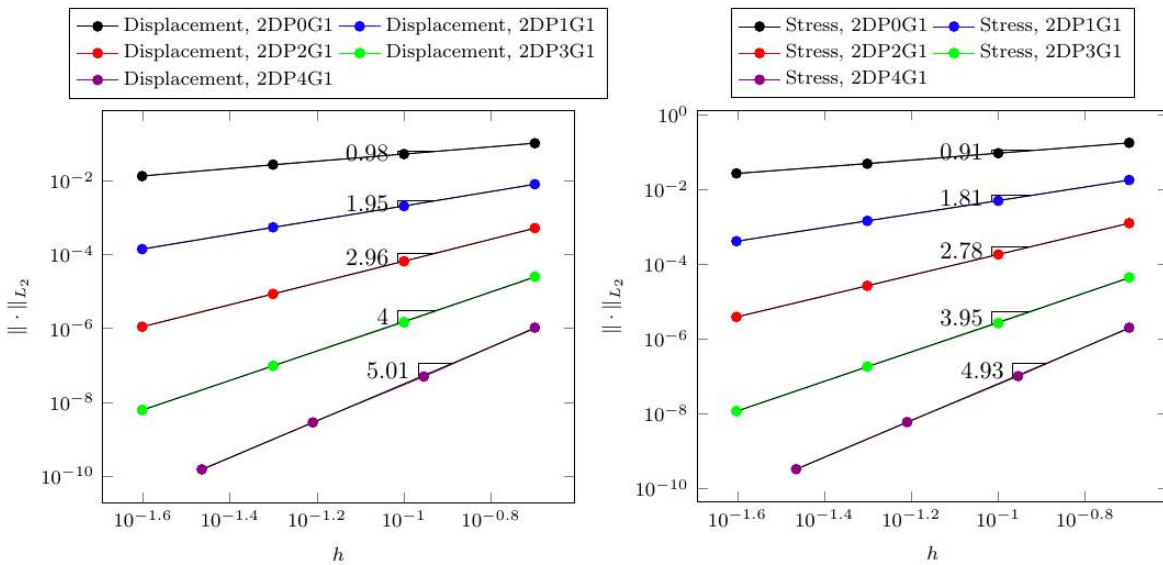 Displacement, 2DP0G1 Displacement, 2DP1G1
Displacement, 2DP2G1 Displacement, 2DP3G1
Displacement, 2DP4G1
10^{-2}
10^{-4}
10^{-6}
10^{-8}
10^{-10}
‖ · ‖_{L_2}
0.98
1.95
2.96
4
5.01
10^{-1.6} 10^{-1.4} 10^{-1.2} 10^{-1} 10^{-0.8}
h
Stress, 2DP0G1 Stress, 2DP1G1
Stress, 2DP2G1 Stress, 2DP3G1
Stress, 2DP4G1
10^{0}
10^{-2}
10^{-4}
10^{-6}
10^{-8}
10^{-10}
‖ · ‖_{L_2}
0.91
1.81
2.78
3.95
4.93
10^{-1.6} 10^{-1.4} 10^{-1.2} 10^{-1} 10^{-0.8}
h